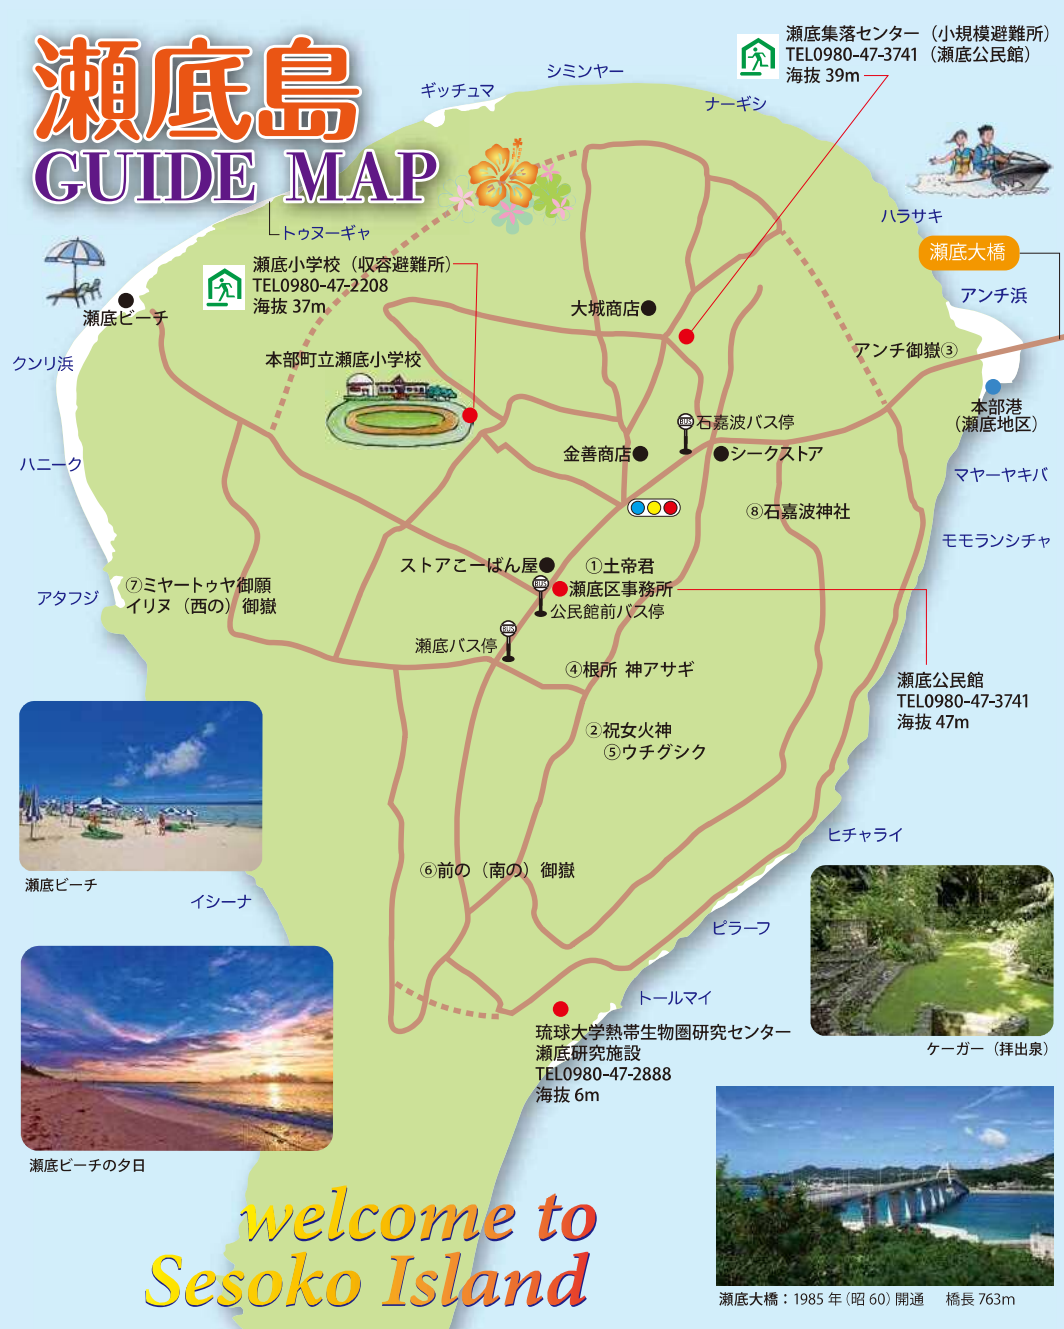 瀬底島
GUIDE MAP
瀬底集落センター（小規模避難所）
TEL0980-47-3741（瀬底公民館）
海抜 39m
シミンヤー
ギッチュマ
ナーギシ
ハラサキ
瀬底大橋
トゥヌーギャ
瀬底小学校（収容避難所）
TEL0980-47-2208
海抜 37m
アンチ浜
大城商店
瀬底ビーチ
アンチ御嶽③
クンリ浜
本部町立瀬底小学校
本部港
（瀬底地区）
BUS
石嘉波バス停
金善商店
シークストア
ハニーク
マヤーヤキバ
⑧石嘉波神社
モモランシチャ
ストアこーばん屋
①土帝君
⑦ミヤートゥヤ御願
イリヌ（西の）御嶽
アタフジ
BUS
瀬底区事務所
公民館前バス停
BUS
瀬底バス停
④根所 神アサギ
瀬底公民館
TEL0980-47-3741
海抜 47m
②祝女火神
⑤ウチグシク
ヒチャライ
⑥前の（南の）御嶽
瀬底ビーチ
イシーナ
ピラーフ
トールマイ
琉球大学熱帯生物圏研究センター
瀬底研究施設
TEL0980-47-2888
海抜 6m
ケーガー（拝出泉）
瀬底ビーチの夕日
welcome to
Sesoko Island
瀬底大橋：1985 年（昭 60）開通　橋長 763m